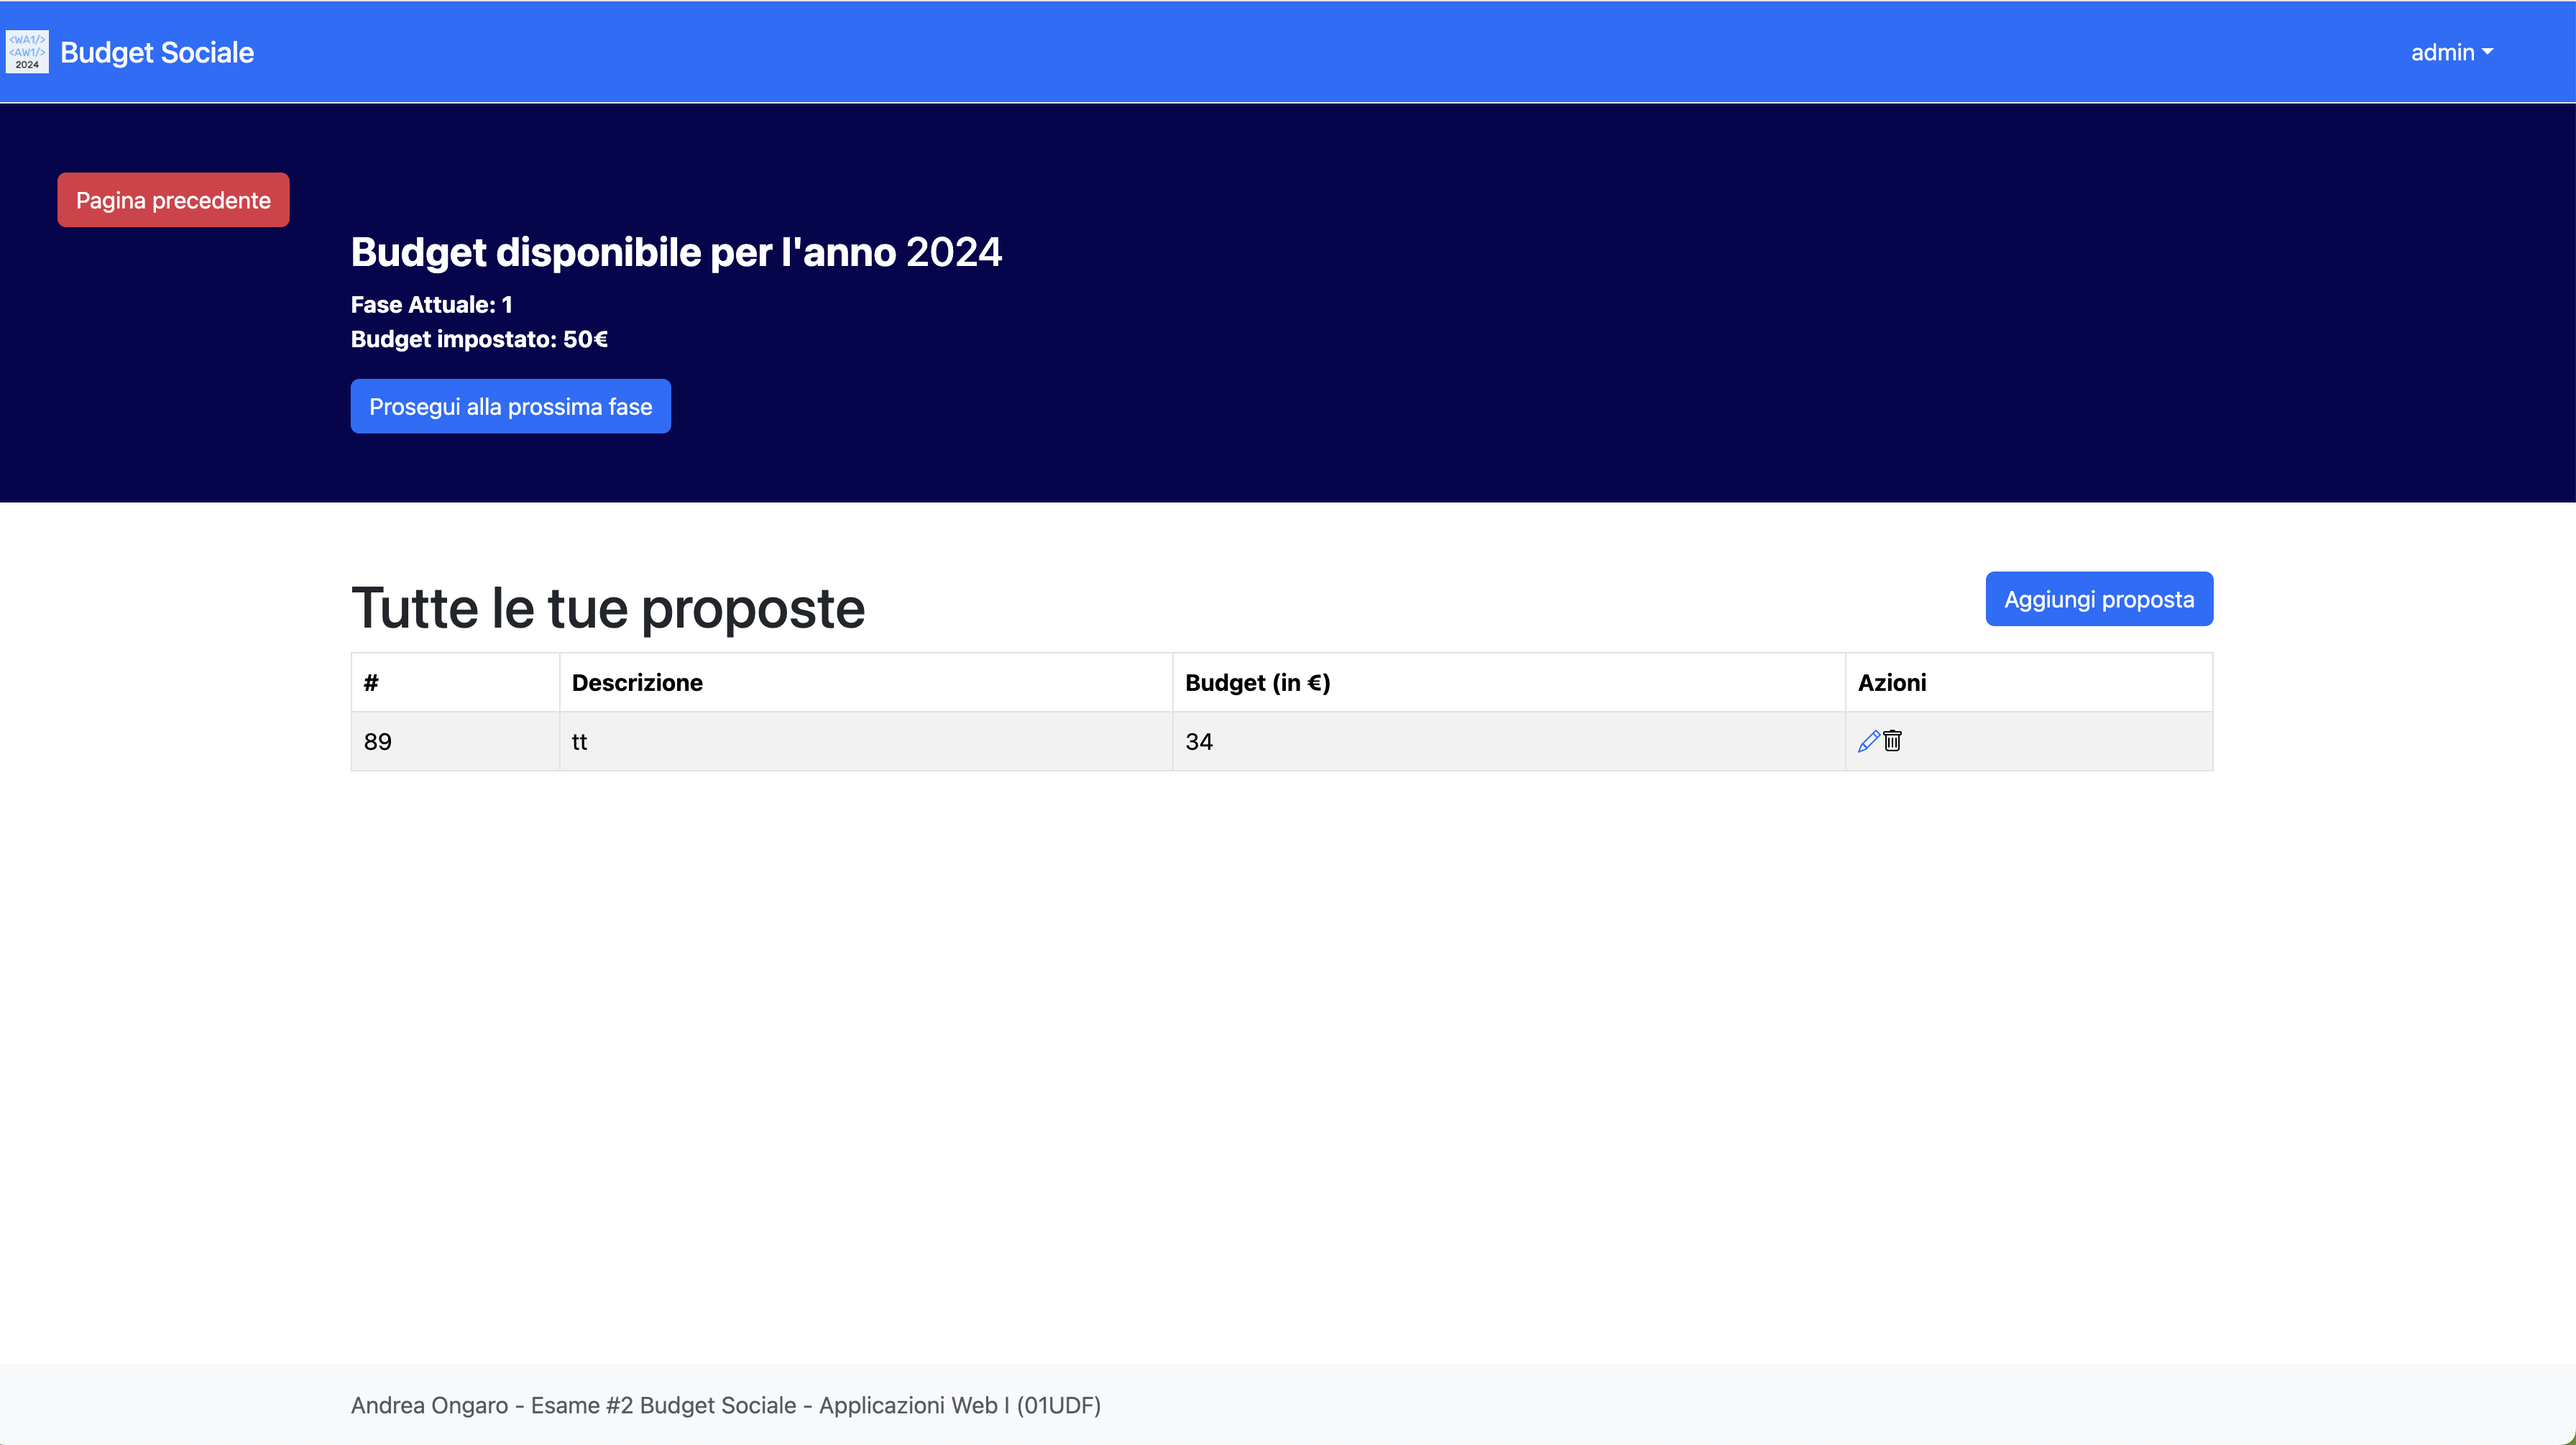 <WA1/>
<AW1/>
2024
Budget Sociale
admin
Pagina precedente
Budget disponibile per l'anno 2024
Fase Attuale: 1
Budget impostato: 50€
Prosegui alla prossima fase
Tutte le tue proposte
Aggiungi proposta
# Descrizione Budget (in €) Azioni
89 tt 34
Andrea Ongaro - Esame #2 Budget Sociale - Applicazioni Web I (01UDF)